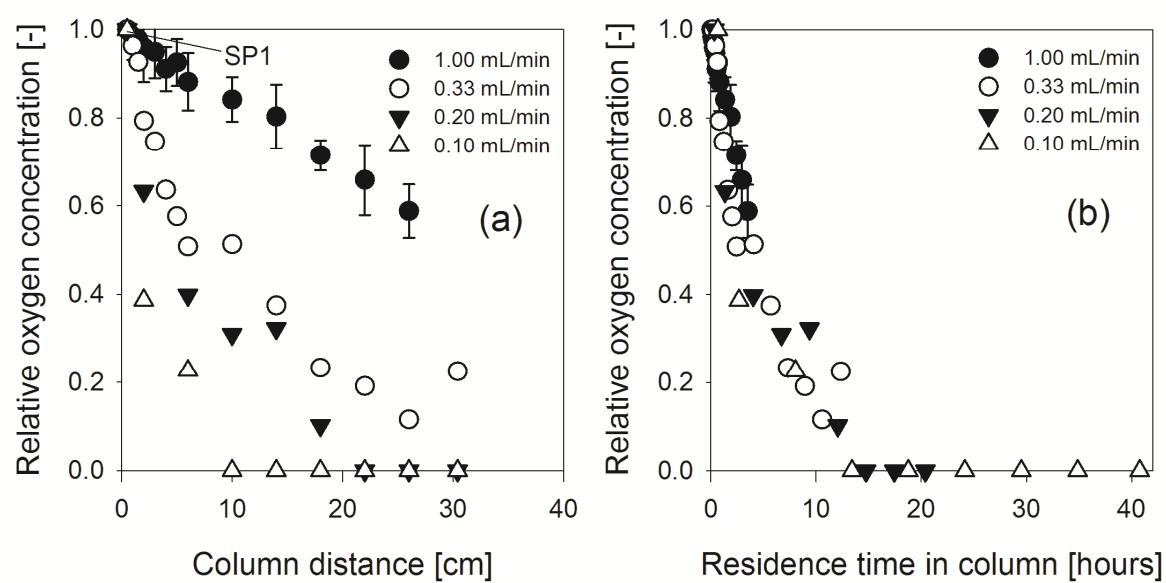 Relative oxygen concentration [-]
1.0
0.8
0.6
0.4
0.2
0.0
SP1
1.00 mL/min
0.33 mL/min
0.20 mL/min
0.10 mL/min
(a)
0 10 20 30 40
Column distance [cm]
Relative oxygen concentration [-]
1.0
0.8
0.6
0.4
0.2
0.0
1.00 mL/min
0.33 mL/min
0.20 mL/min
0.10 mL/min
(b)
0 10 20 30 40
Residence time in column [hours]